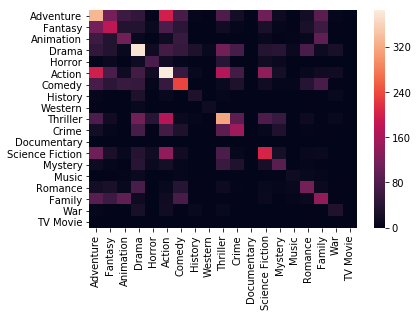 Adventure
Fantasy
Animation
Drama
Horror
Action
Comedy
History
Western
Thriller
Crime
Documentary
Science Fiction
Mystery
Music
Romance
Family
War
TV Movie
Adventure
Fantasy
Animation
Drama
Horror
Action
Comedy
History
Western
Thriller
Crime
Documentary
Science Fiction
Mystery
Music
Romance
Family
War
TV Movie
320
240
160
80
0